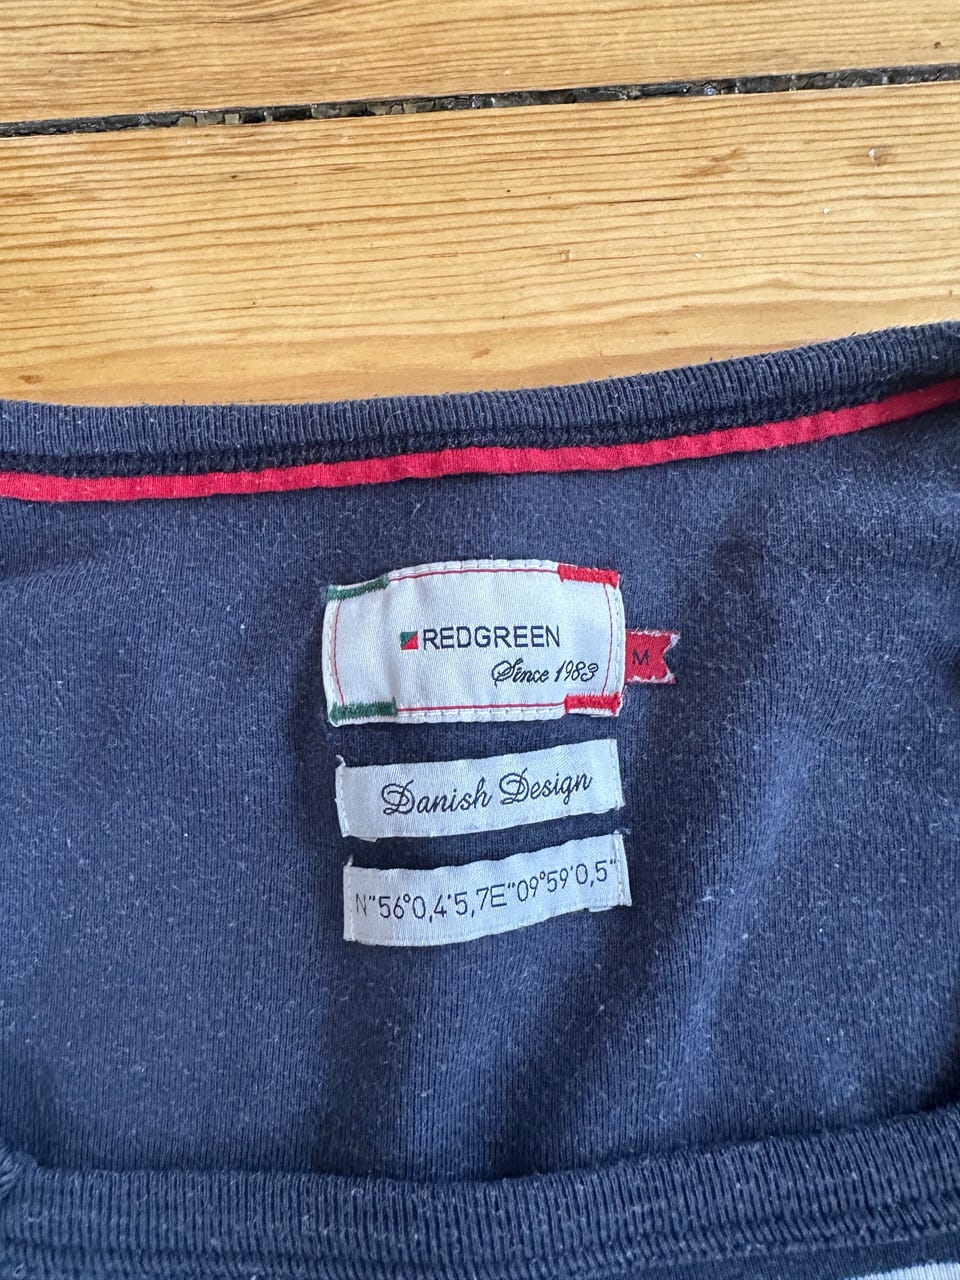 REDGREEN
Since 1983
M
Danish Design
N"56°0,4'5,7E"09°59'0,5"